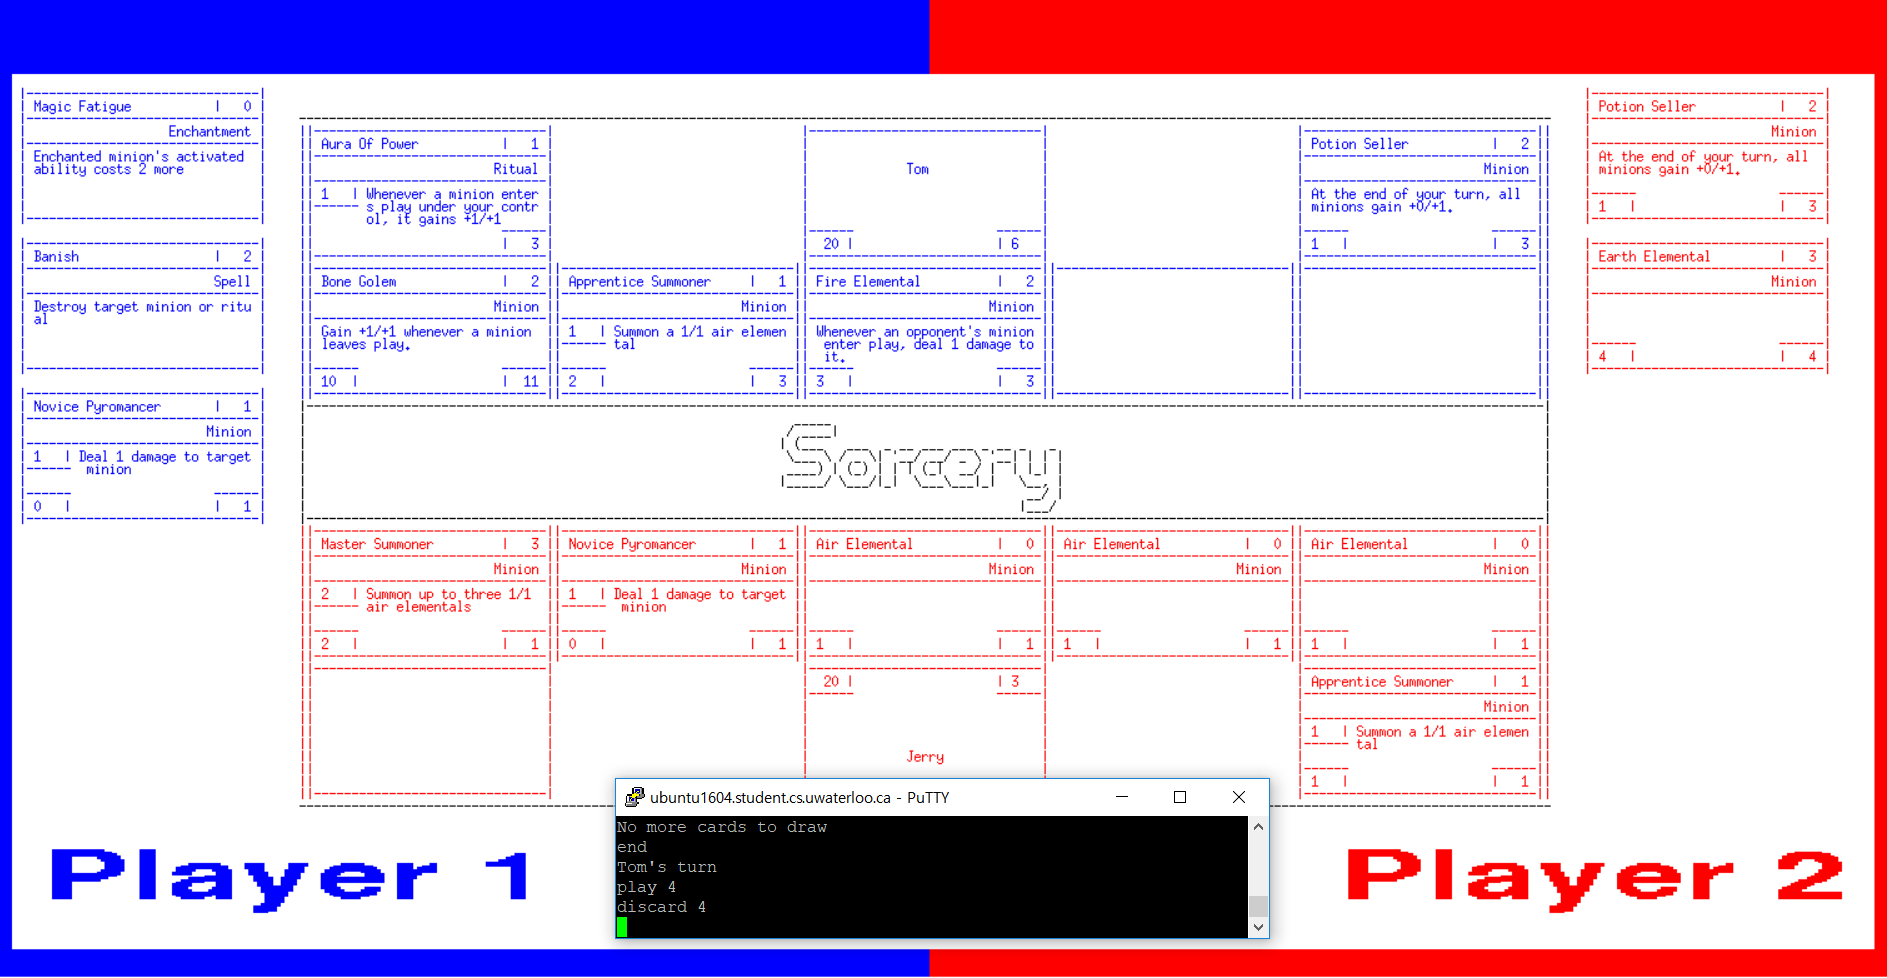 Magic Fatigue | 0
Enchantment
Enchanted minion's activated
ability costs 2 more
Banish | 2
Spell
Destroy target minion or ritu
al
Novice Pyromancer | 1
Minion
1 | Deal 1 damage to target
minion
0 | | 1
Aura Of Power | 1
Ritual
1 | Whenever a minion enter
s play under your contr
ol, it gains +1/+1
| 3
Tom
20 | | 6
Potion Seller | 2
Minion
At the end of your turn, all
minions gain +0/+1.
1 | | 3
Bone Golem | 2
Minion
Gain +1/+1 whenever a minion
leaves play.
10 | | 11
Apprentice Summoner | 1
Minion
1 | Summon a 1/1 air elemen
tal
2 | | 3
Fire Elemental | 2
Minion
Whenever an opponent's minion
enter play, deal 1 damage to
it.
3 | | 3
Potion Seller | 2
Minion
At the end of your turn, all
minions gain +0/+1.
1 | | 3
Earth Elemental | 3
Minion
4 | | 4
Sorcery
Master Summoner | 3
Minion
2 | Summon up to three 1/1
air elementals
2 | | 1
Novice Pyromancer | 1
Minion
1 | Deal 1 damage to target
minion
0 | | 1
Air Elemental | 0
Minion
1 | | 1
Air Elemental | 0
Minion
1 | | 1
Air Elemental | 0
Minion
1 | | 1
20 | | 3
Jerry
Apprentice Summoner | 1
Minion
1 | Summon a 1/1 air elemen
tal
1 | | 1
Player 1
ubuntu1604.student.cs.uwaterloo.ca - PuTTY
No more cards to draw
end
Tom's turn
play 4
discard 4
Player 2